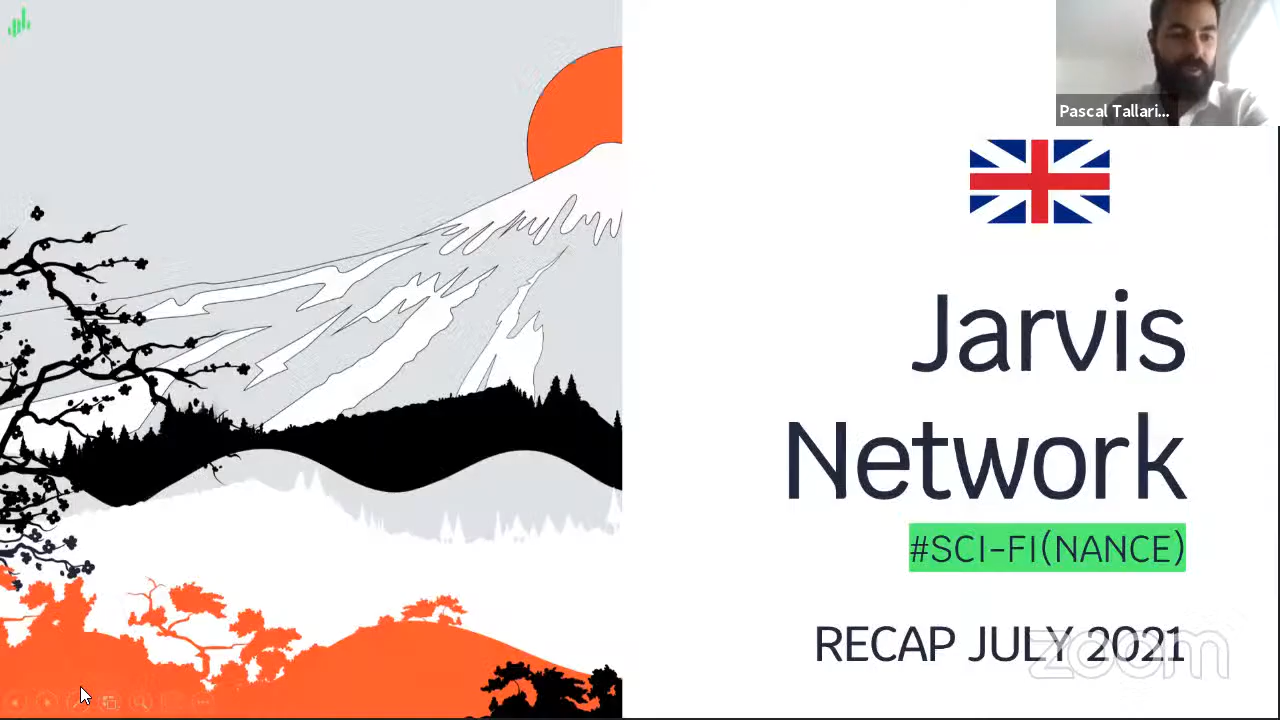 Pascal Tallari...
Jarvis
Network
#SCI-FI(NANCE)
RECAP JULY 2021
zoom